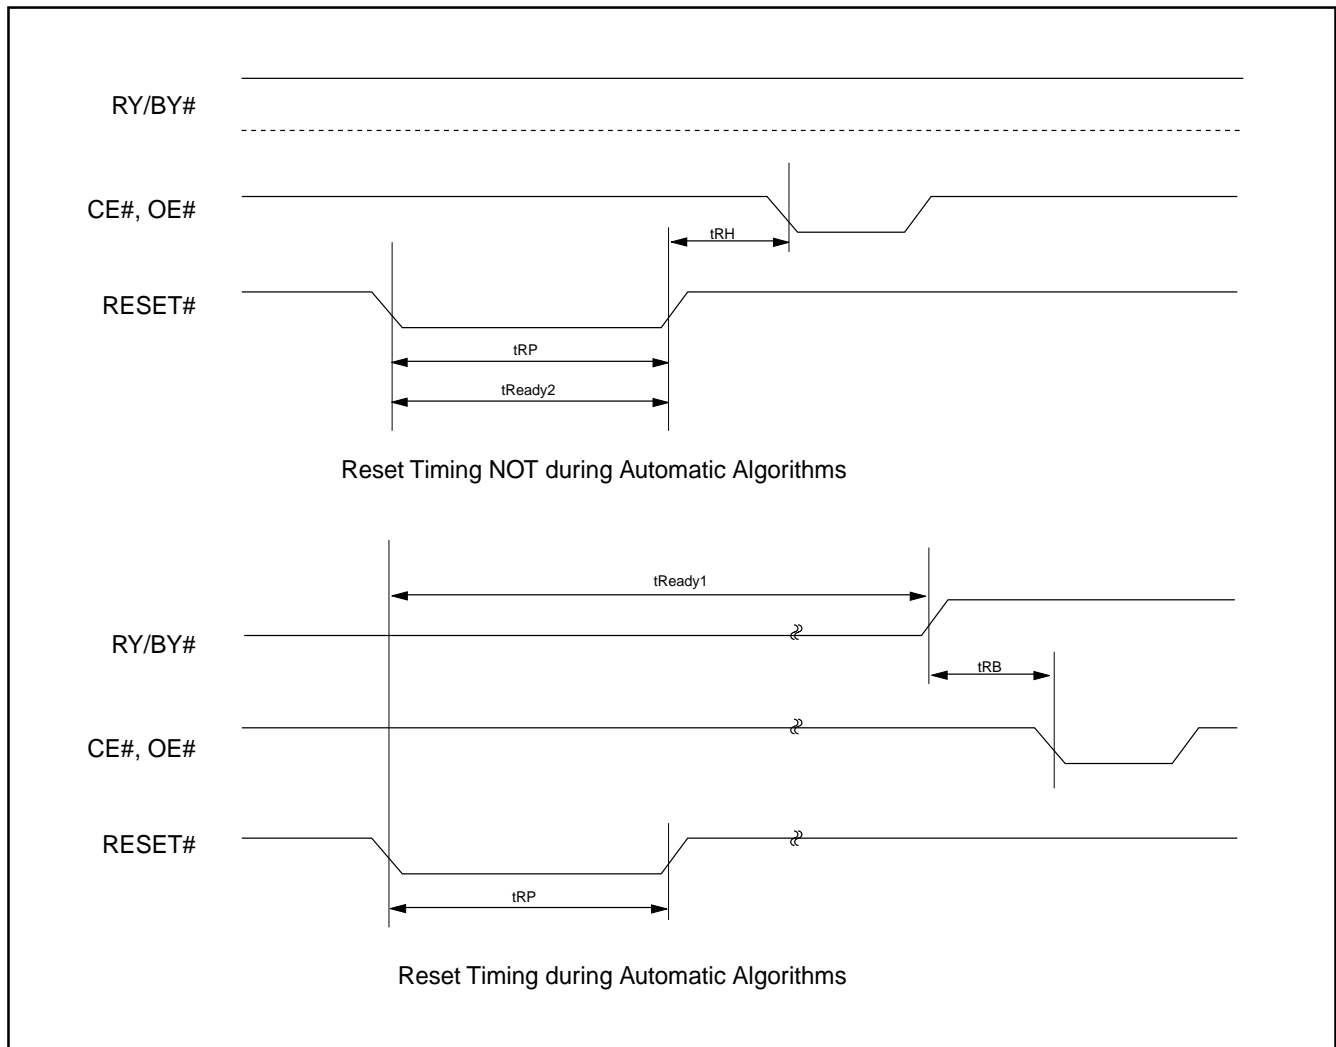 RY/BY#
CE#, OE#
tRH
RESET#
tRP
tReady2
Reset Timing NOT during Automatic Algorithms
tReady1
RY/BY#
tRB
CE#, OE#
RESET#
tRP
Reset Timing during Automatic Algorithms